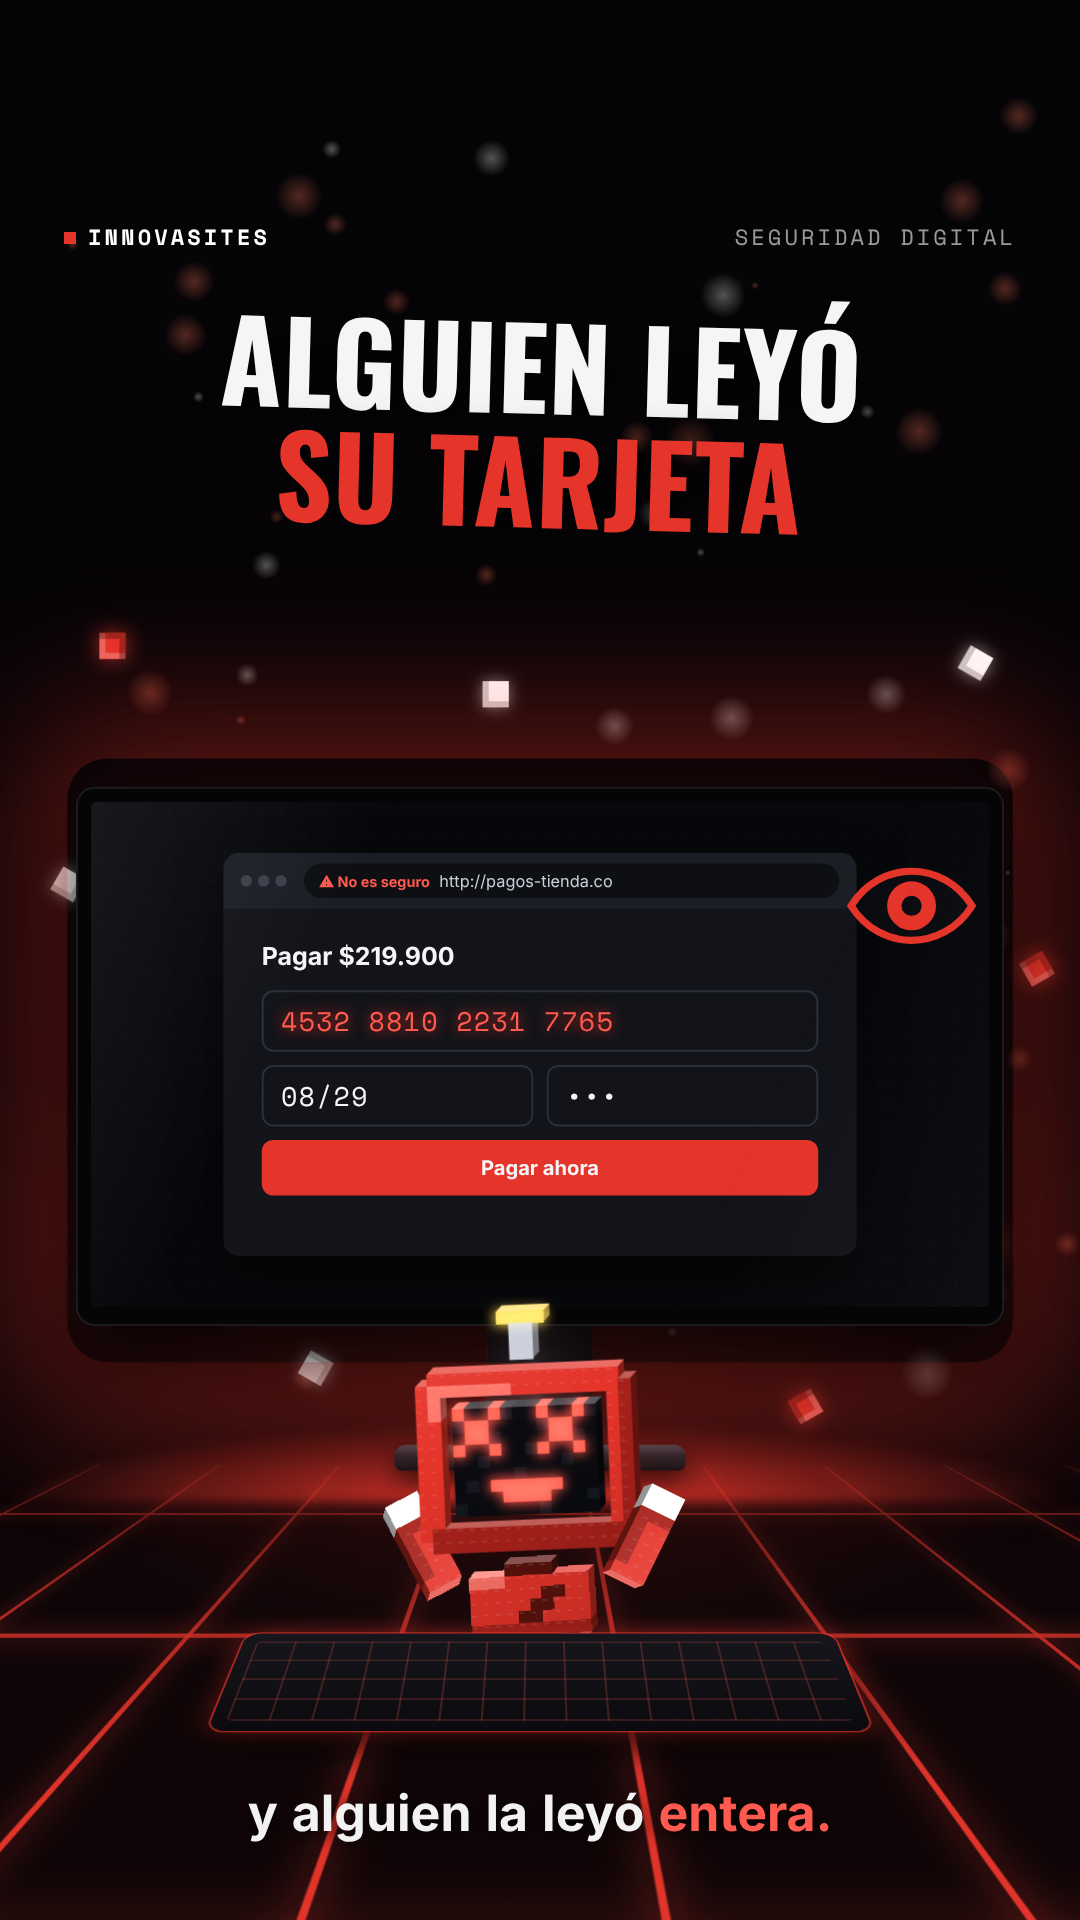 INNOVASITES
SEGURIDAD DIGITAL
ALGUIEN LEYÓ
SU TARJETA
No es seguro http://pagos-tienda.co
Pagar $219.900
4532 8810 2231 7765
08/29
•••
Pagar ahora
y alguien la leyó entera.